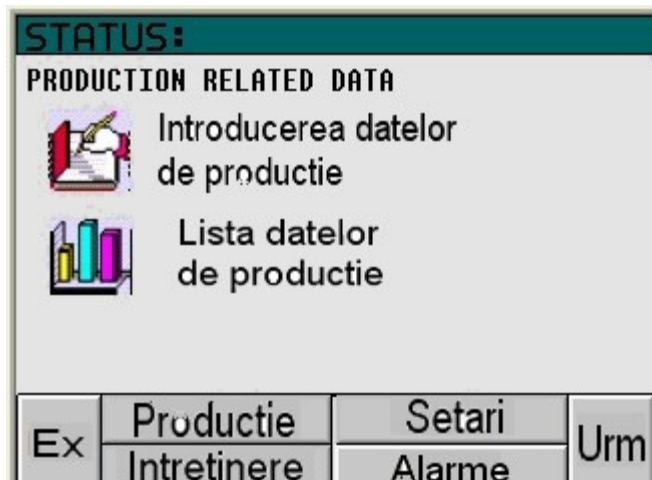 STATUS:
PRODUCTION RELATED DATA
Introducerea datelor
de productie
Lista datelor
de productie
Ex
Productie
Setari
Urm
Intretinere
Alarme